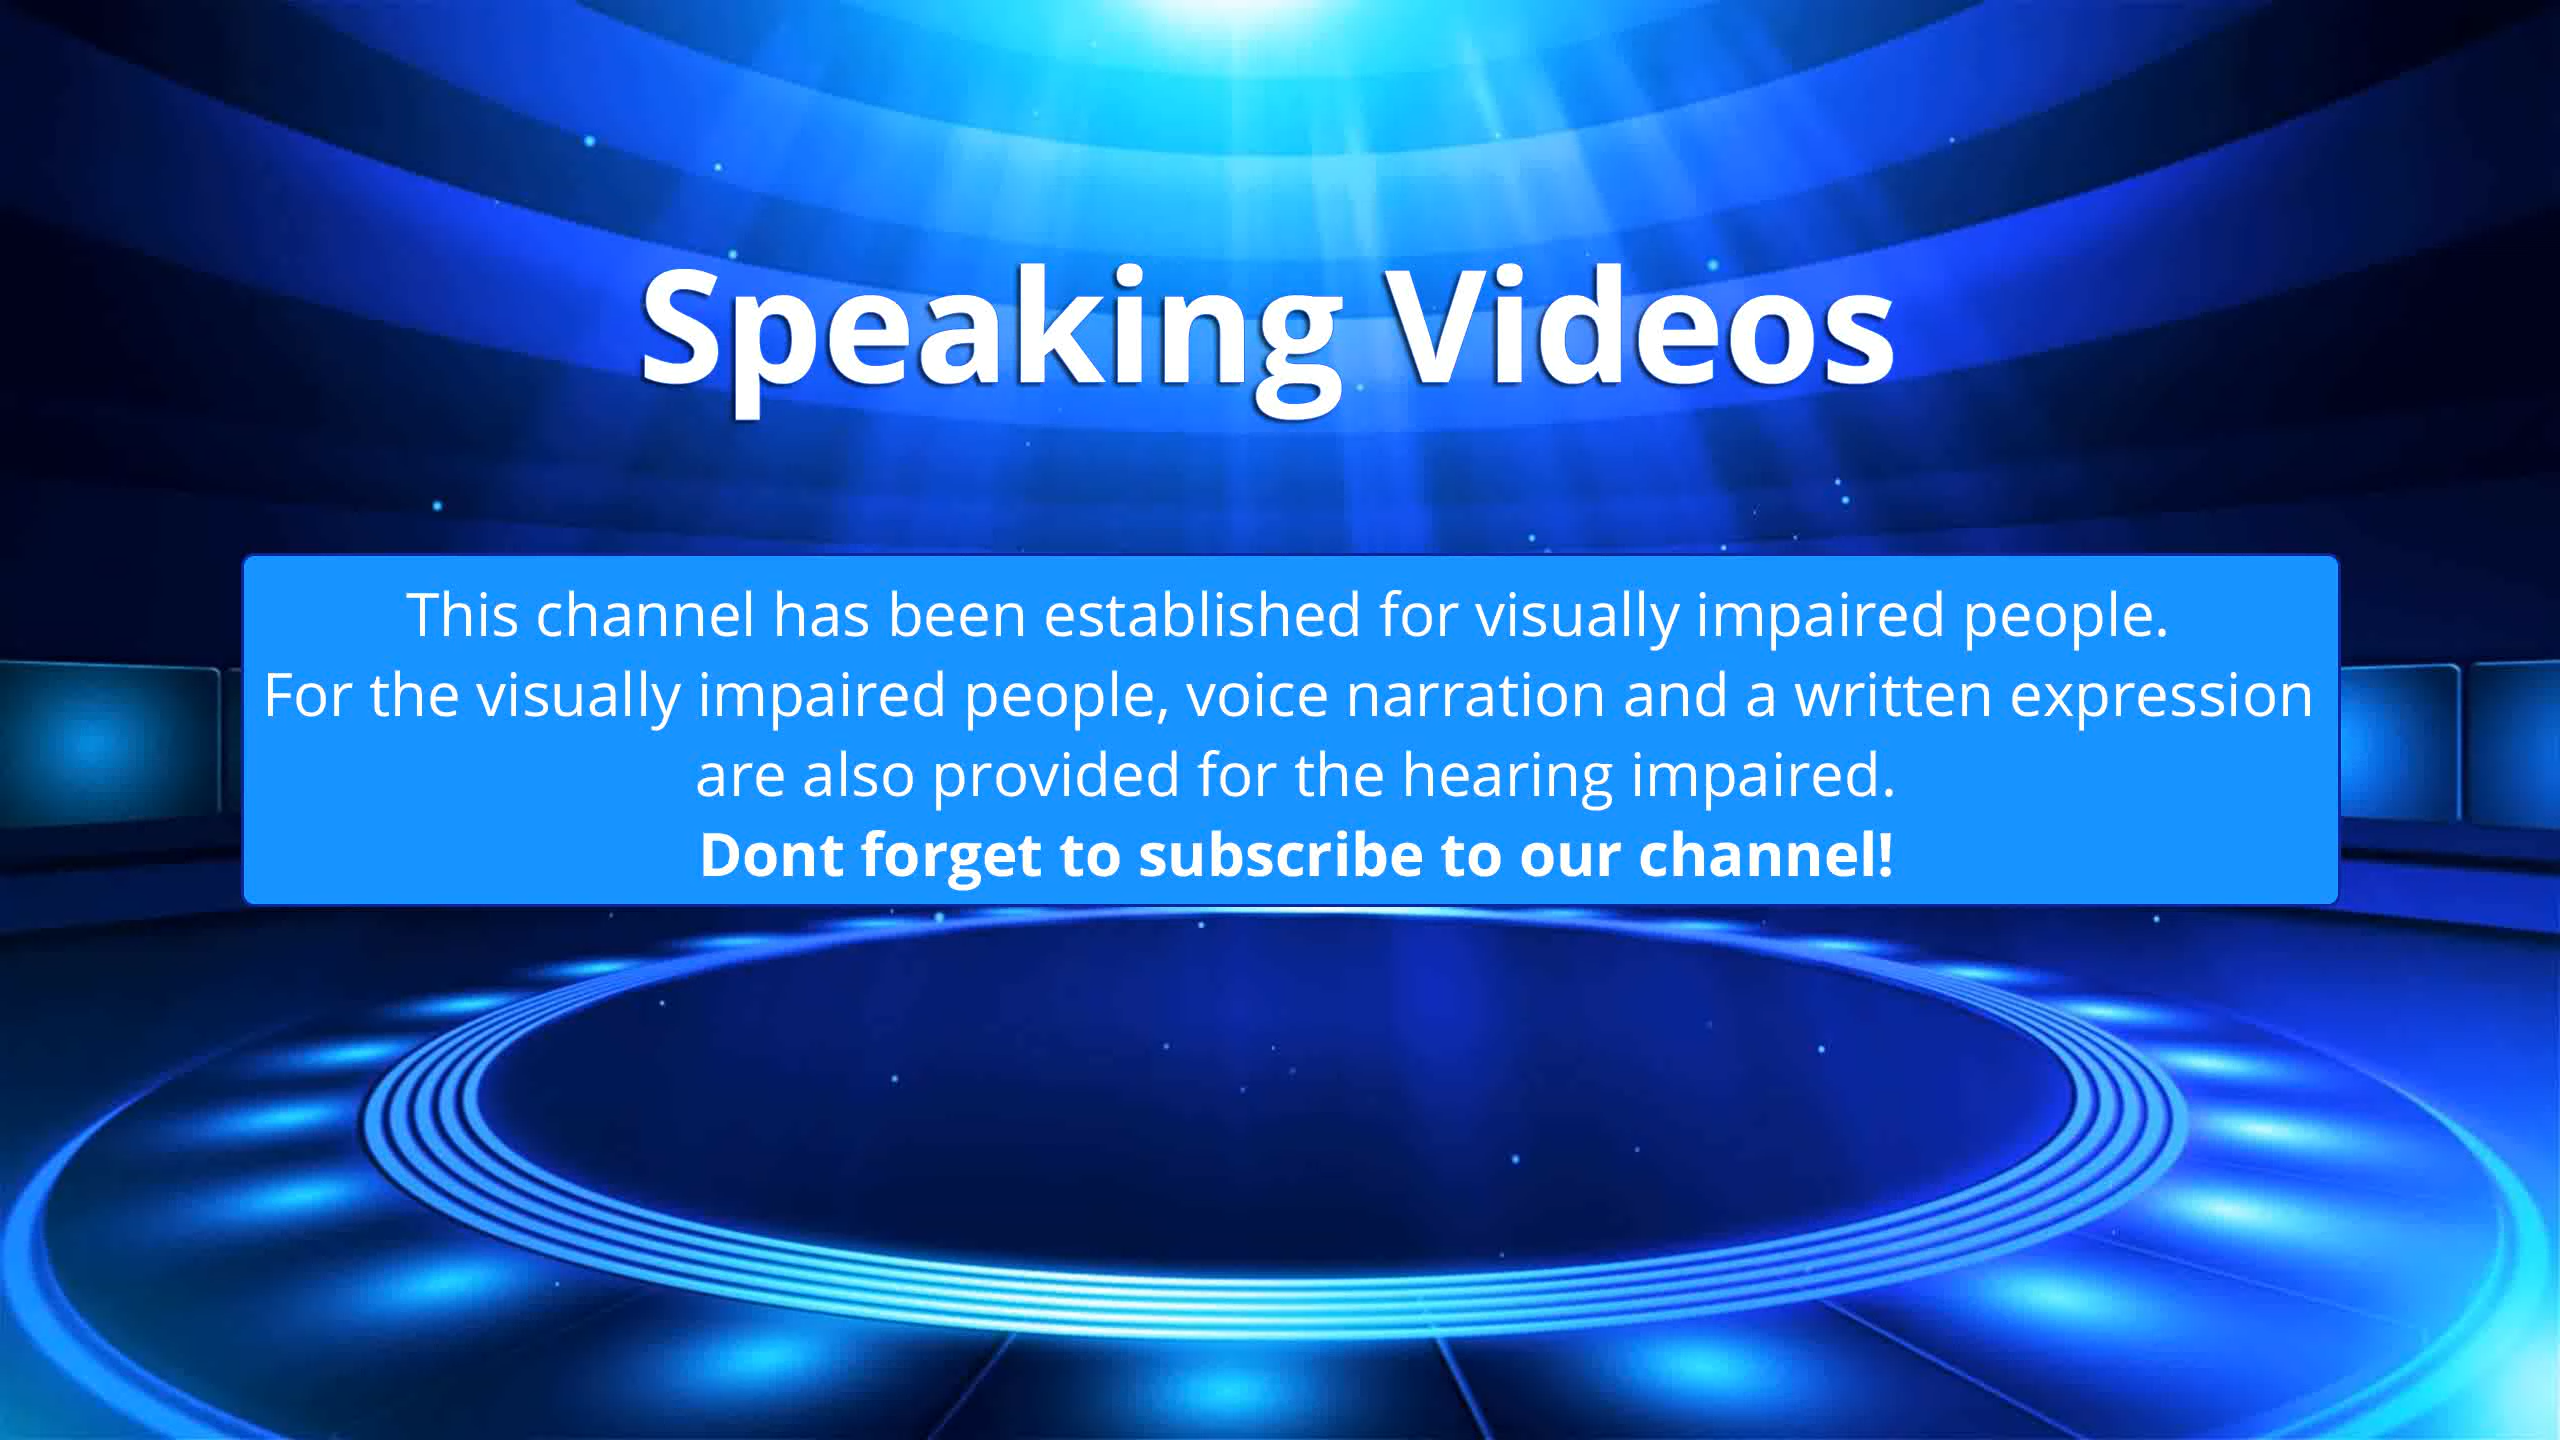 Speaking Videos
This channel has been established for visually impaired people.
For the visually impaired people, voice narration and a written expression
are also provided for the hearing impaired.
Dont forget to subscribe to our channel!